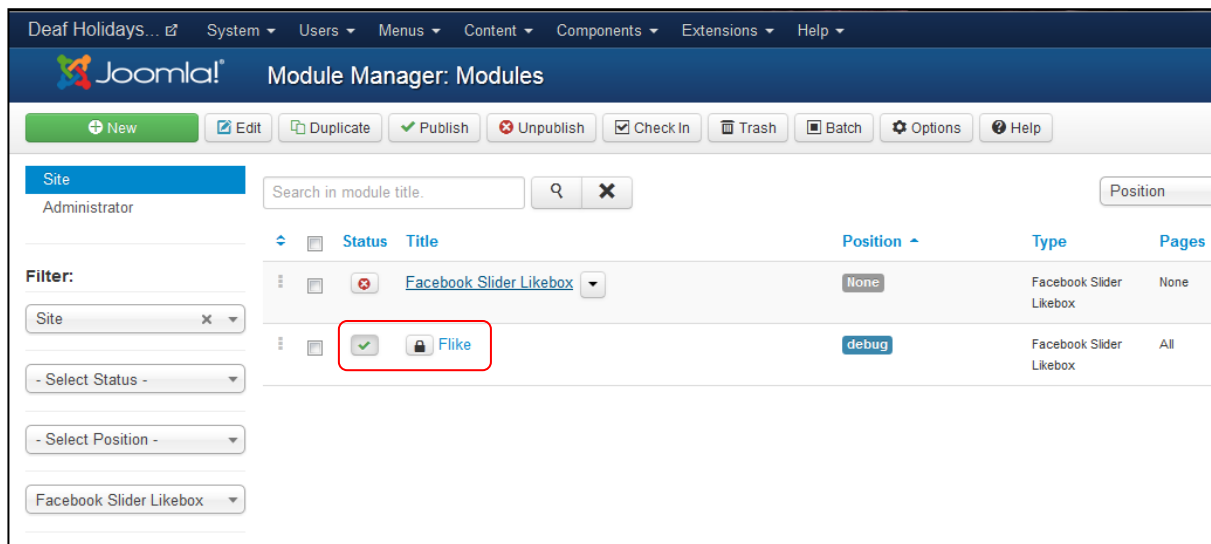 Deaf Holidays... System Users Menus Content Components Extensions Help
Joomla!® Module Manager: Modules
New Edit Duplicate Publish Unpublish Check In Trash Batch Options Help
Site
Administrator
Search in module title.
Position
Status Title Position Type Pages
Filter:
Facebook Slider Likebox None Facebook Slider Likebox None
Site
Flike debug Facebook Slider Likebox All
- Select Status -
- Select Position -
Facebook Slider Likebox